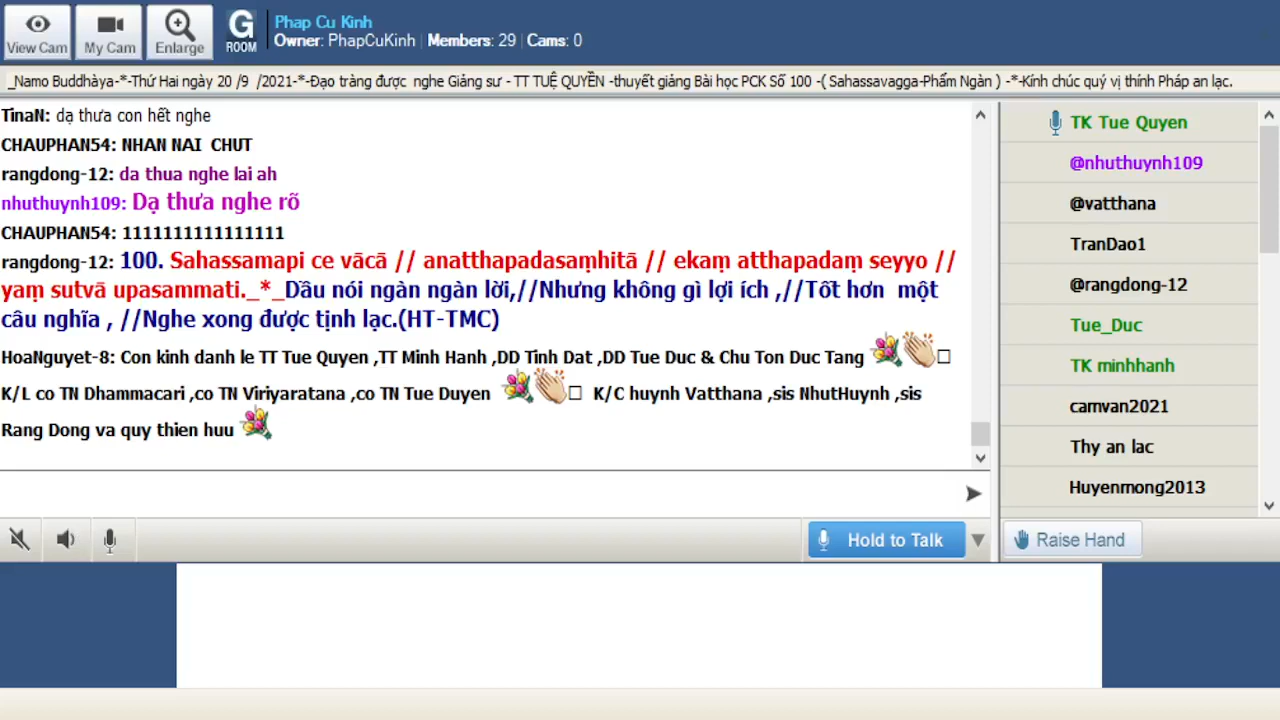 View Cam
My Cam
Enlarge
G
ROOM
Phap Cu Kinh
Owner: PhapCuKinh | Members: 29 | Cams: 0
_Namo Buddhàya-*-Thứ Hai ngày 20 /9 /2021-*-Đạo tràng được nghe Giảng sư - TT TUỆ QUYỀN -thuyết giảng Bài học PCK Số 100 -( Sahassavagga-Phẩm Ngàn ) -*-Kính chúc quý vị thính Pháp an lạc.
TinaN: dạ thưa con hết nghe
CHAUPHAN54: NHAN NAI CHUT
rangdong-12: da thua nghe lai ah
nhuthuynh109: Dạ thưa nghe rõ
CHAUPHAN54: 1111111111111111
rangdong-12: 100. Sahassamapi ce vācā // anatthapadasaṃhitā // ekaṃ atthapadaṃ seyyo //
yaṃ sutvā upasammati._*_Dầu nói ngàn ngàn lời,//Nhưng không gì lợi ích ,//Tốt hơn một
câu nghĩa , //Nghe xong được tịnh lạc.(HT-TMC)
HoaNguyet-8: Con kinh danh le TT Tue Quyen ,TT Minh Hanh ,DD Tinh Dat ,DD Tue Duc & Chu Ton Duc Tang
K/L co TN Dhammacari ,co TN Viriyaratana ,co TN Tue Duyen K/C huynh Vatthana ,sis NhutHuynh ,sis
Rang Dong va quy thien huu
TK Tue Quyen
@nhuthuynh109
@vatthana
TranDao1
@rangdong-12
Tue_Duc
TK minhhanh
camvan2021
Thy an lac
Huyenmong2013
Hold to Talk
Raise Hand